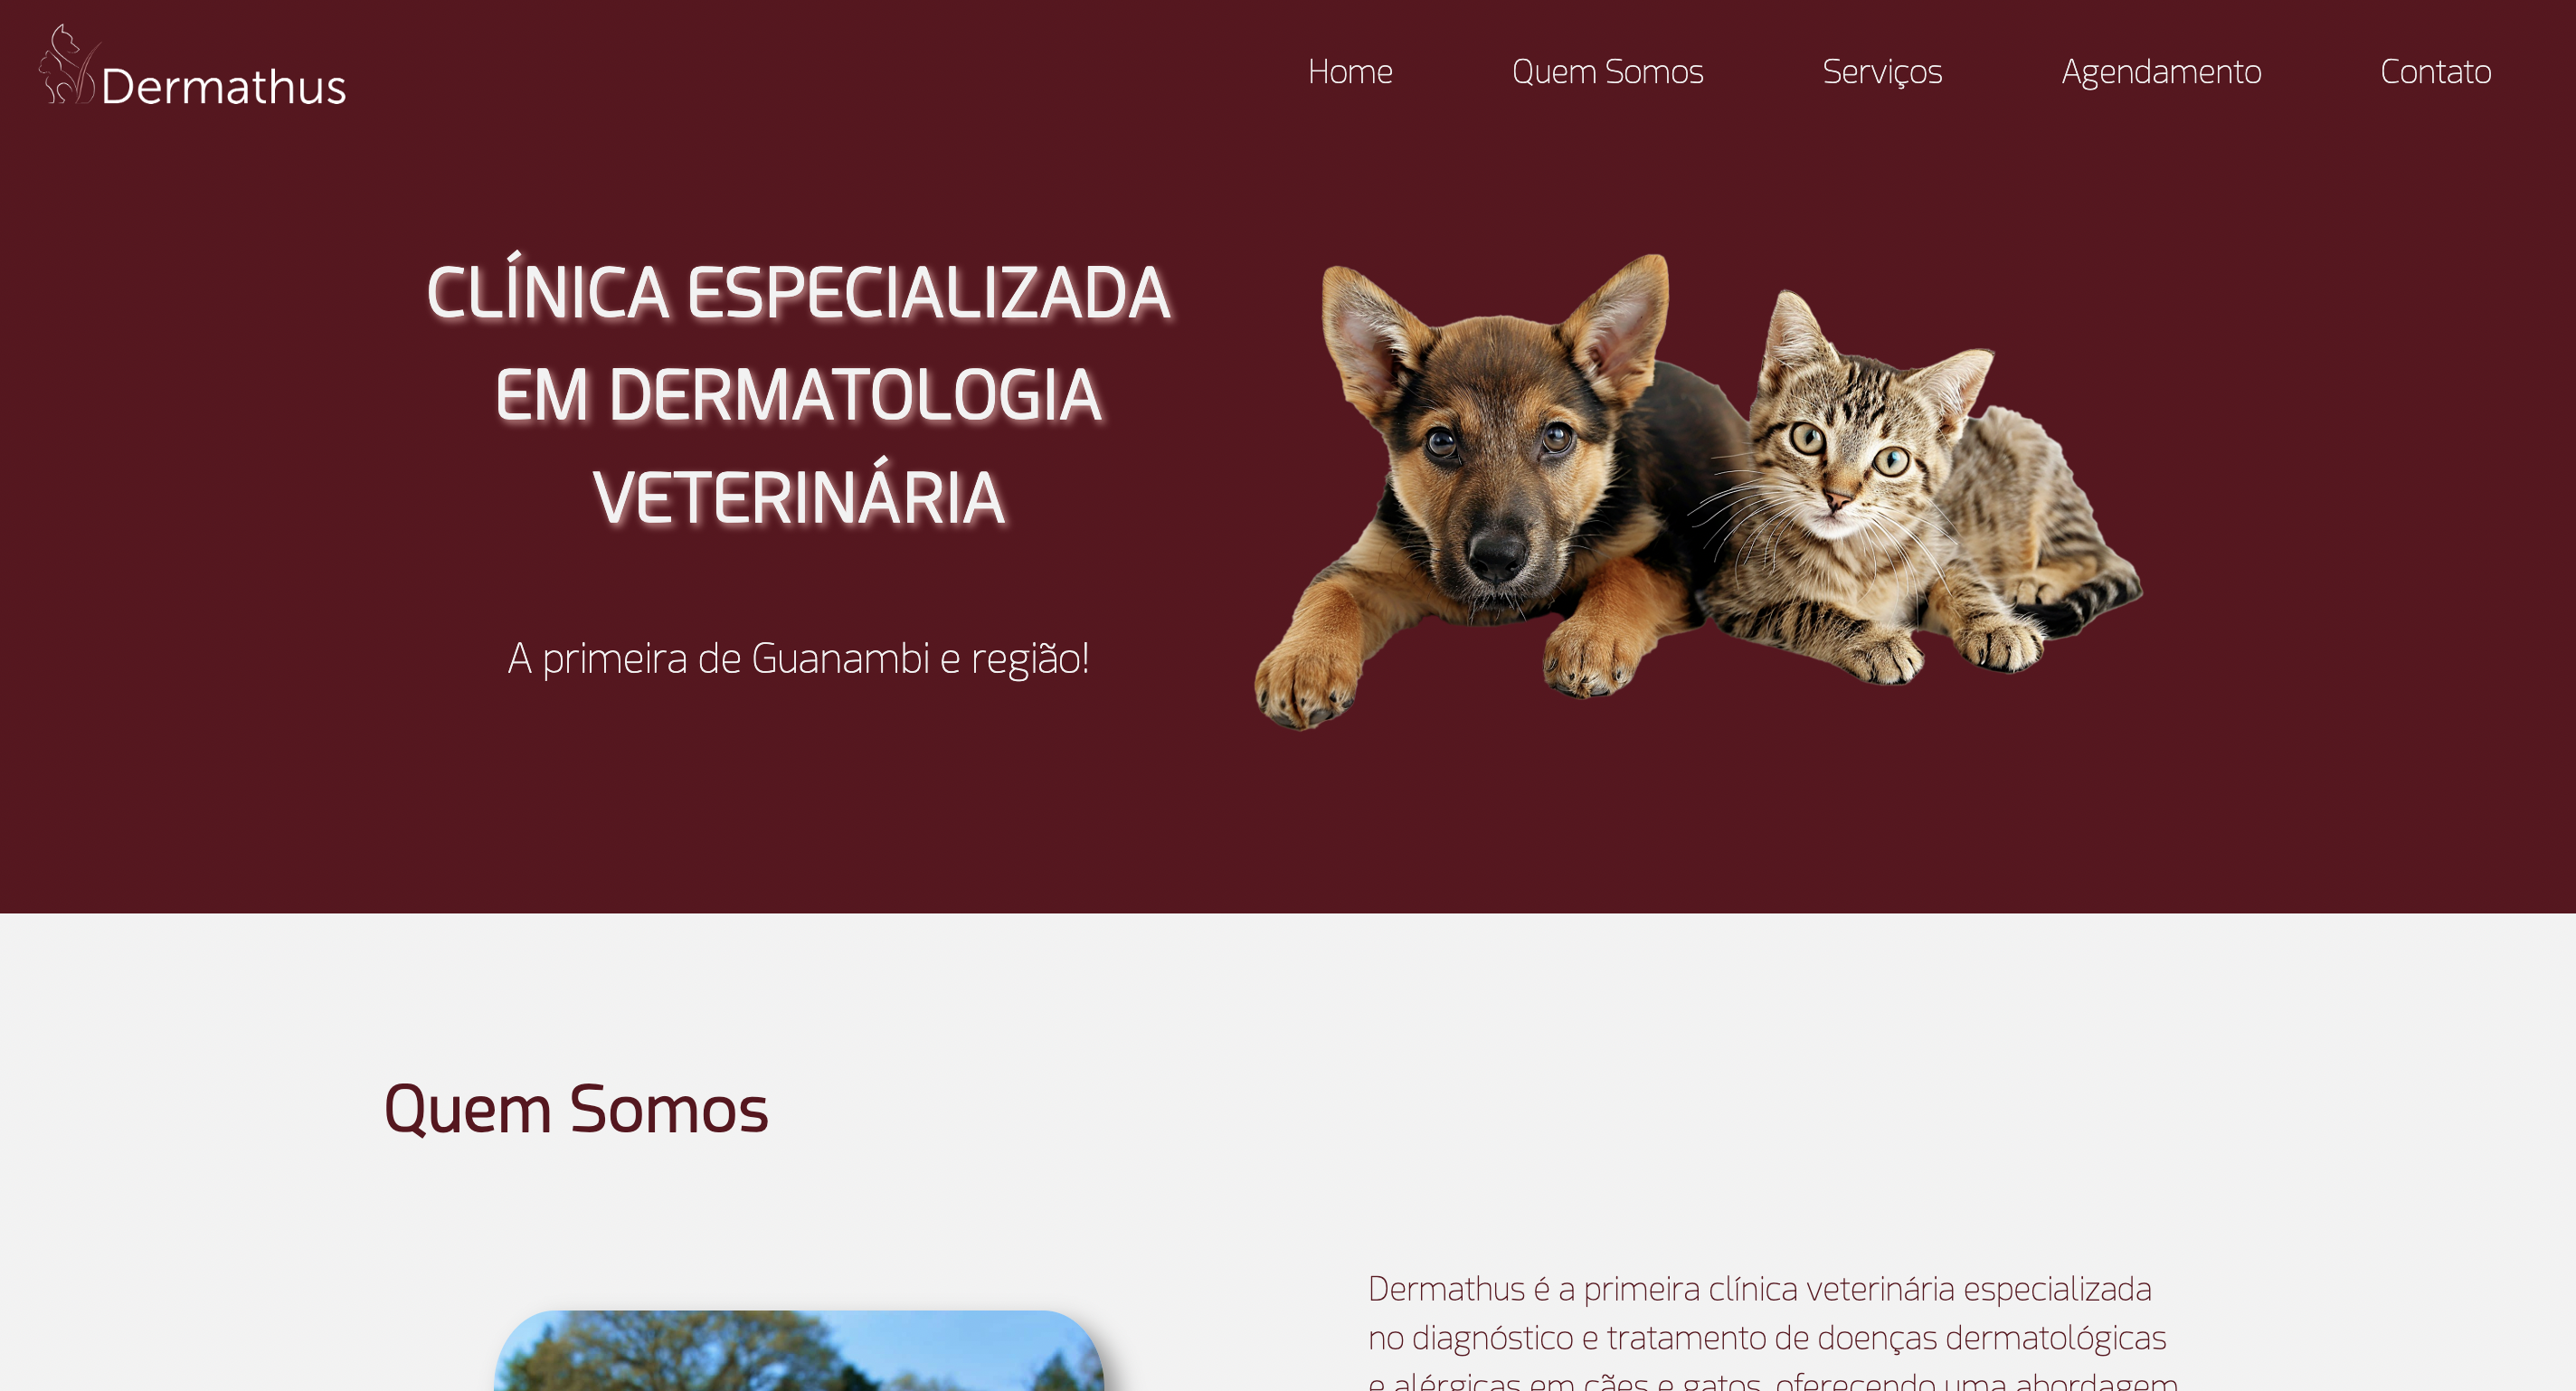 Dermathus
Home
Quem Somos
Serviços
Agendamento
Contato
CLÍNICA ESPECIALIZADA
EM DERMATOLOGIA
VETERINÁRIA
A primeira de Guanambi e região!
Quem Somos
Dermathus é a primeira clínica veterinária especializada
no diagnóstico e tratamento de doenças dermatológicas
e alérgicas em cães e gatos, oferecendo uma abordagem